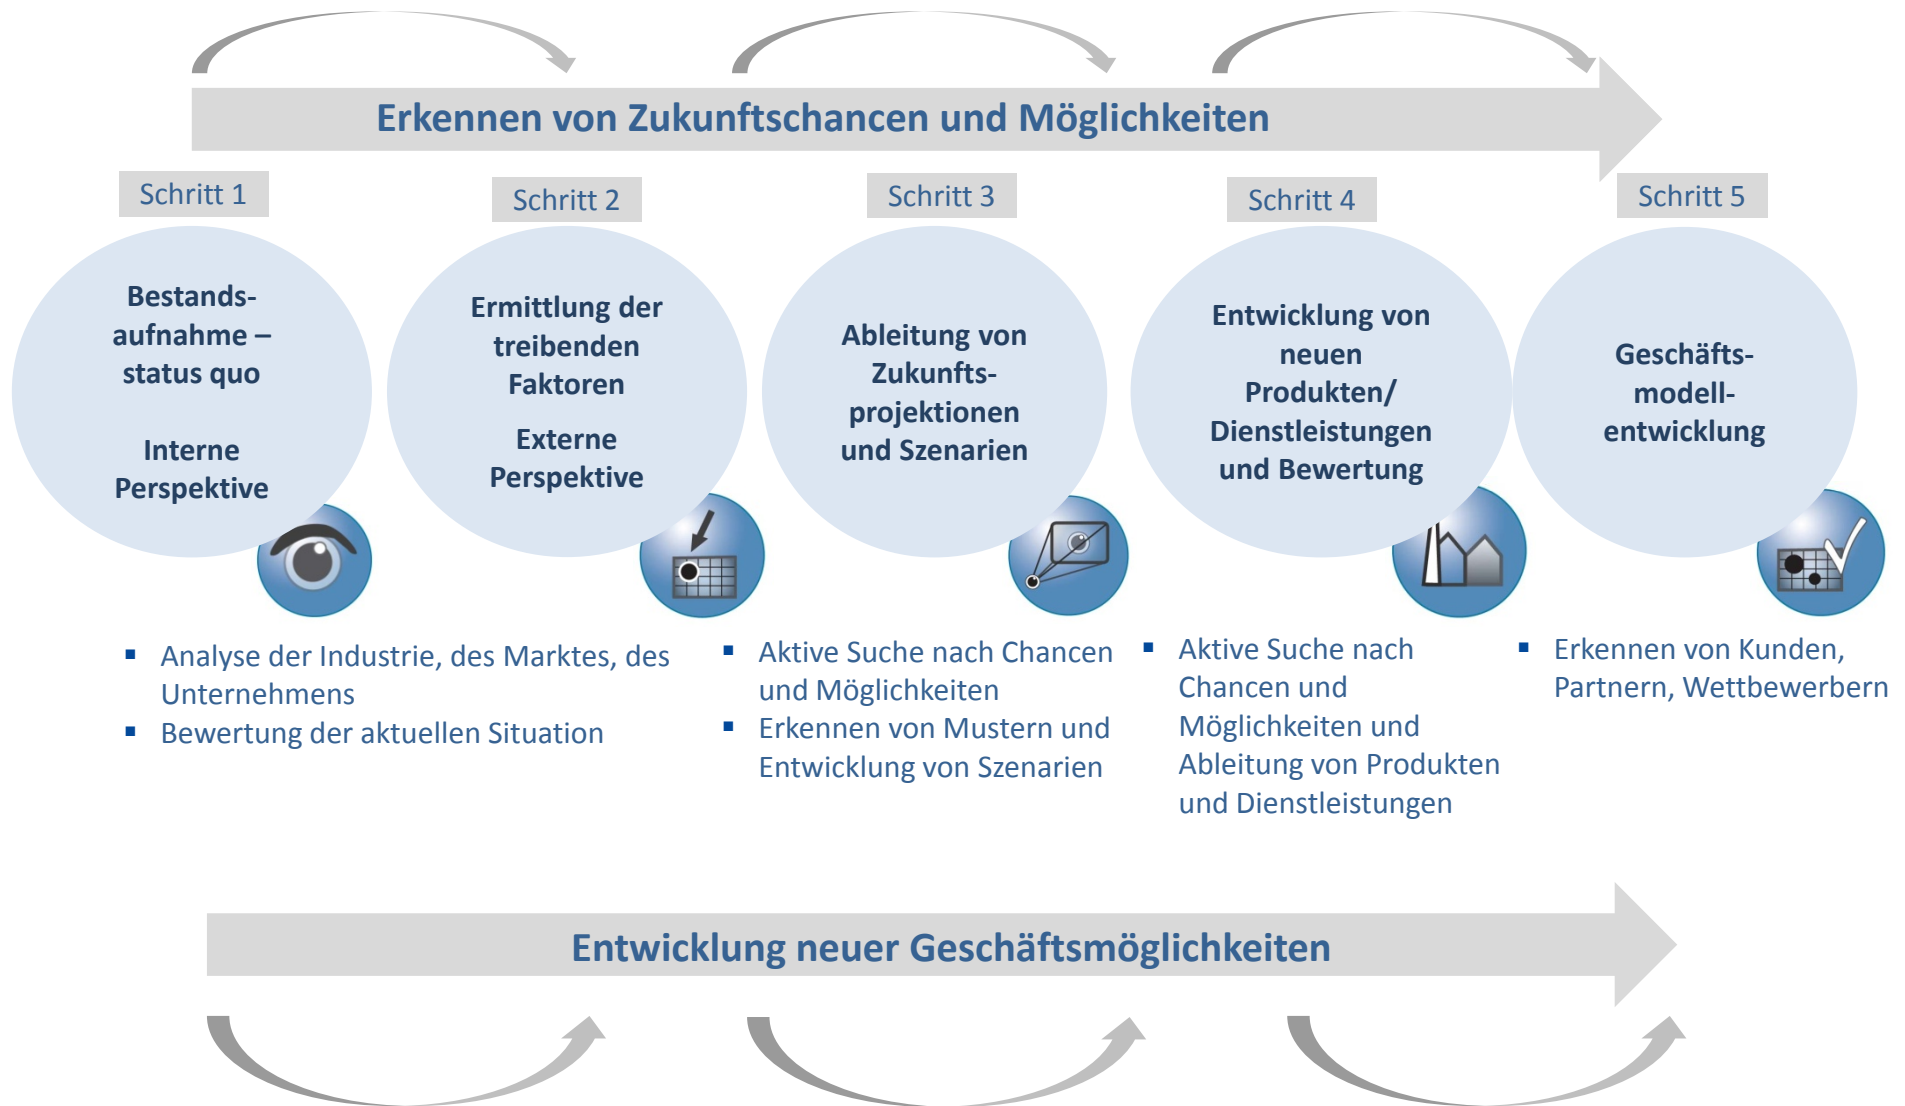 Erkennen von Zukunftschancen und Möglichkeiten
Schritt 1
Bestands-
aufnahme –
status quo
Interne
Perspektive
Schritt 2
Ermittlung der
treibenden
Faktoren
Externe
Perspektive
Schritt 3
Ableitung von
Zukunfts-
projektionen
und Szenarien
Schritt 4
Entwicklung von
neuen
Produkten/
Dienstleistungen
und Bewertung
Schritt 5
Geschäfts-
modell-
entwicklung
▪ Analyse der Industrie, des Marktes, des
Unternehmens
▪ Bewertung der aktuellen Situation
▪ Aktive Suche nach Chancen
und Möglichkeiten
▪ Erkennen von Mustern und
Entwicklung von Szenarien
▪ Aktive Suche nach
Chancen und
Möglichkeiten und
Ableitung von Produkten
und Dienstleistungen
▪ Erkennen von Kunden,
Partnern, Wettbewerbern
Entwicklung neuer Geschäftsmöglichkeiten